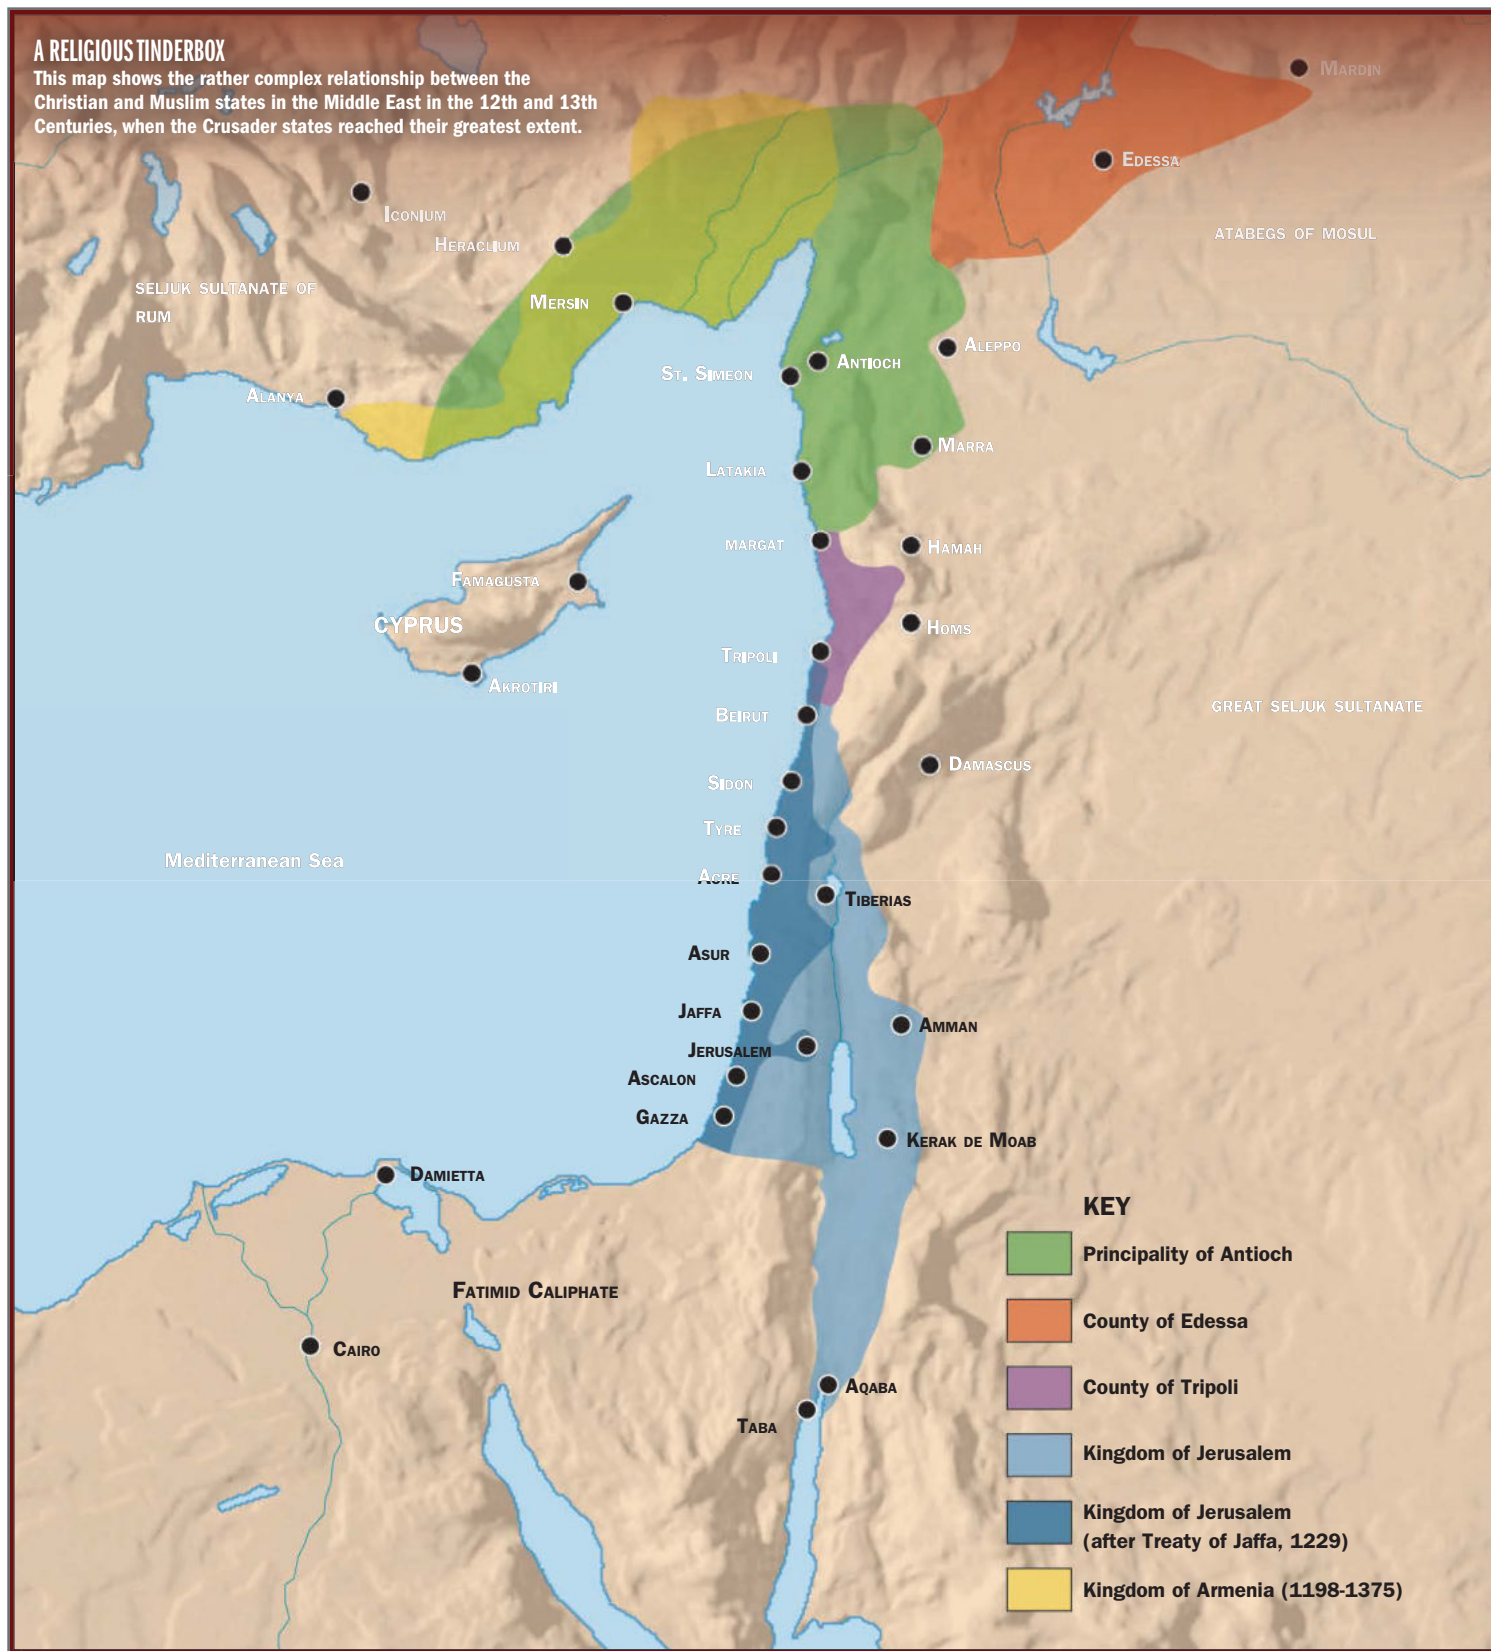 A RELIGIOUS TINDERBOX
This map shows the rather complex relationship between the
Christian and Muslim states in the Middle East in the 12th and 13th
Centuries, when the Crusader states reached their greatest extent.
MARDIN
EDESSA
ICONIUM
HERACLIUM
ATABEGS OF MOSUL
SELJUK SULTANATE OF
RUM
MERSIN
ALEPPO
ANTIOCH
ST. SIMEON
ALANYA
MARRA
LATAKIA
MARGAT
HAMAH
FAMAGUSTA
CYPRUS
HOMS
TRIPOLI
AKROTIRI
GREAT SELJUK SULTANATE
BEIRUT
DAMASCUS
SIDON
TYRE
Mediterranean Sea
ACRE
TIBERIAS
ASUR
JAFFA
AMMAN
JERUSALEM
ASCALON
GAZZA
KERAK DE MOAB
DAMIETTA
FATIMID CALIPHATE
CAIRO
AQABA
TABA
KEY
Principality of Antioch
County of Edessa
County of Tripoli
Kingdom of Jerusalem
Kingdom of Jerusalem
(after Treaty of Jaffa, 1229)
Kingdom of Armenia (1198-1375)